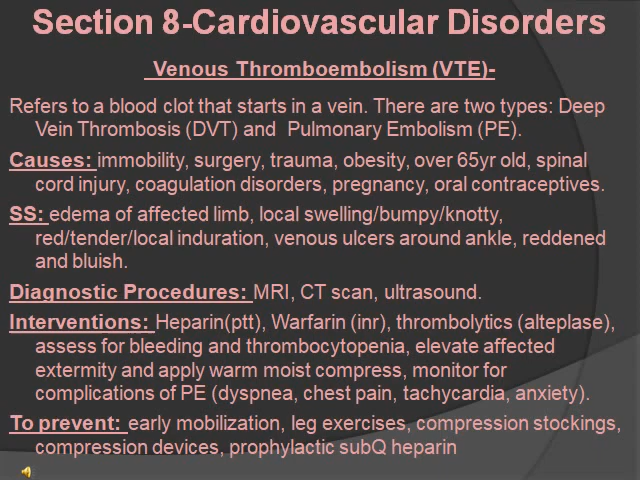 Section 8-Cardiovascular Disorders
Venous Thromboembolism (VTE)-
Refers to a blood clot that starts in a vein. There are two types: Deep
Vein Thrombosis (DVT) and Pulmonary Embolism (PE).
Causes: immobility, surgery, trauma, obesity, over 65yr old, spinal
cord injury, coagulation disorders, pregnancy, oral contraceptives.
SS: edema of affected limb, local swelling/bumpy/knotty,
red/tender/local induration, venous ulcers around ankle, reddened
and bluish.
Diagnostic Procedures: MRI, CT scan, ultrasound.
Interventions: Heparin(ptt), Warfarin (inr), thrombolytics (alteplase),
assess for bleeding and thrombocytopenia, elevate affected
extermity and apply warm moist compress, monitor for
complications of PE (dyspnea, chest pain, tachycardia, anxiety).
To prevent: early mobilization, leg exercises, compression stockings,
compression devices, prophylactic subQ heparin